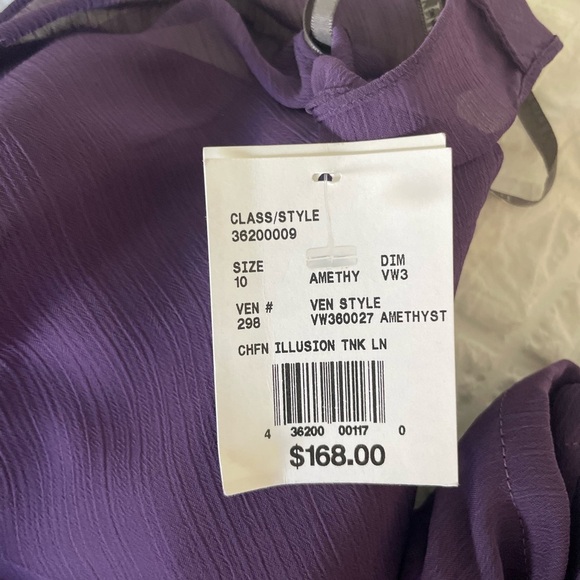 CLASS/STYLE
36200009
SIZE DIM
10 AMETHY VW3
VEN # VEN STYLE
298 VW360027 AMETHYST
CHFN ILLUSION TNK LN
4 36200 00117 0
$168.00